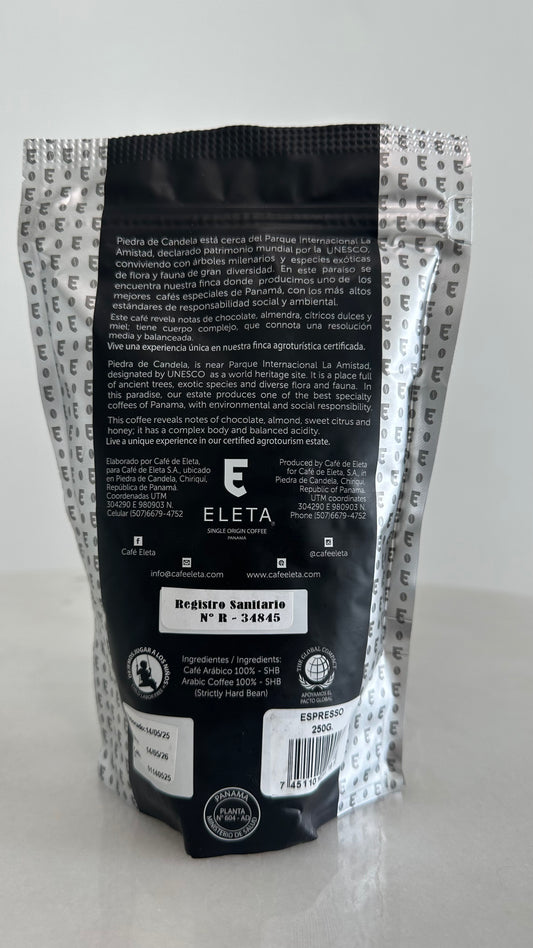 Piedra de Candela está cerca del Parque Internacional La
Amistad, declarado patrimonio mundial por la UNESCO,
conviviendo con árboles milenarios y especies exóticas
de flora y fauna de gran diversidad. En este paraíso se
encuentra nuestra finca donde producimos uno de los
mejores cafés especiales de Panamá, con los más altos
estándares de responsabilidad social y ambiental.
Este café revela notas de chocolate, almendra, cítricos dulces y
miel; tiene cuerpo complejo, que connota una resolución
media y balanceada.
Vive una experiencia única en nuestra finca agroturística certificada.
Piedra de Candela, is near Parque Internacional La Amistad,
designated by UNESCO as a world heritage site. It is a place full
of ancient trees, exotic species and diverse flora and fauna. In
this paradise, our estate produces one of the best specialty
coffees of Panama, with environmental and social responsibility.
This coffee reveals notes of chocolate, almond, sweet citrus and
honey; it has a complex body and balanced acidity.
Live a unique experience in our certified agrotourism estate.
Elaborado por Café de Eleta,
para Café de Eleta S.A., ubicado
en Piedra de Candela, Chiriquí,
República de Panamá.
Coordenadas UTM
304290 E 980903 N.
Celular (507)6679-4752
E
ELETA
SINGLE ORIGIN COFFEE
PANAMÁ
Produced by Café de Eleta
for Café de Eleta S.A., in
Piedra de Candela, Chiriquí,
Republic of Panama.
UTM coordinates
304290 E 980903 N.
Phone (507)6679-4752
Café Eleta
@cafeeleta
info@cafeeleta.com
www.cafeeleta.com
Registro Sanitario
N° R - 34845
JUGAR A LOS NIÑOS
Ingredientes / Ingredients:
Café Arábico 100% - SHB
Arabic Coffee 100% - SHB
(Strictly Hard Bean)
THE GLOBAL COMPACT
APOYAMOS EL
PACTO GLOBAL
14/05/25
14/05/26
ESPRESSO
250G.
7 45110
PANAMA
PLANTA
N° 604 - AD
MINISTERIO DE SALUD